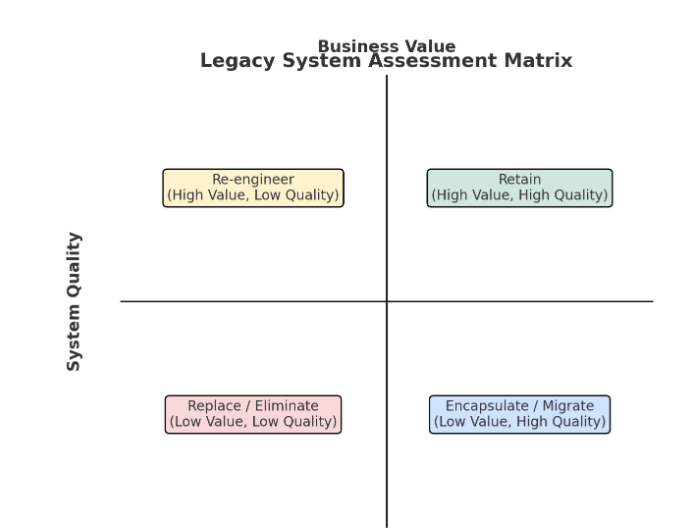 Business Value
Legacy System Assessment Matrix
Re-engineer
(High Value, Low Quality)
Retain
(High Value, High Quality)
System Quality
Replace / Eliminate
(Low Value, Low Quality)
Encapsulate / Migrate
(Low Value, High Quality)